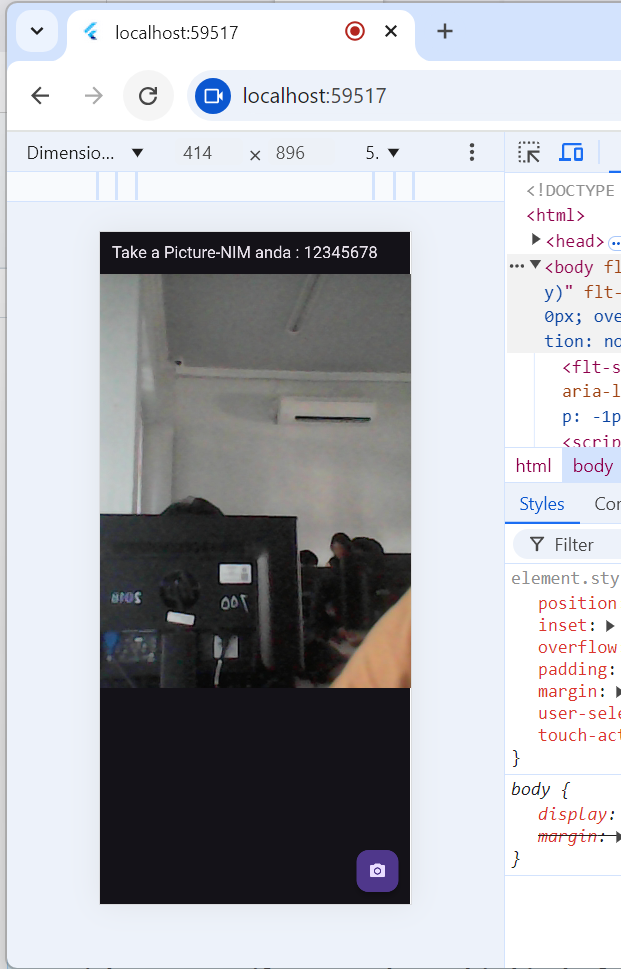 localhost:59517
localhost:59517
Dimensio... 414 × 896 5.
<!DOCTYPE
<html>
<head>
<body fl
y)" flt-
0px; ove
tion: no
<flt-s
aria-l
p: -1p
<scrip
html body
Styles Cor
Filter
element.sty
position
inset:
overflow
padding:
margin:
user-sele
touch-act
}
body {
display:
margin:
}
Take a Picture-NIM anda : 12345678
2018
700